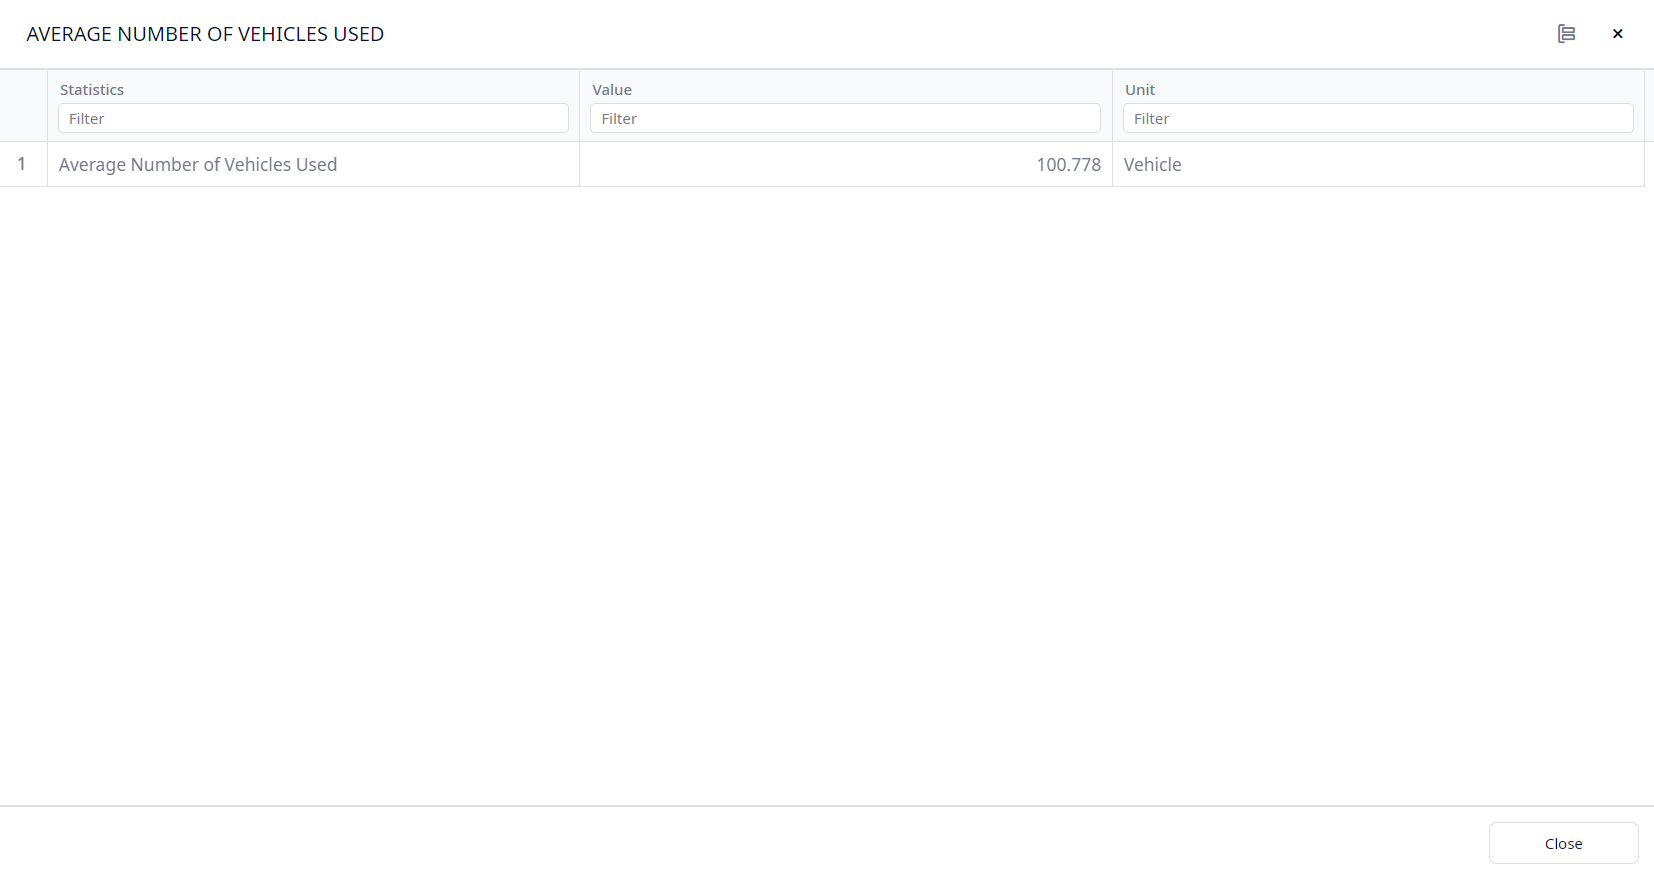 AVERAGE NUMBER OF VEHICLES USED
Statistics Value Unit
Filter Filter Filter
1 Average Number of Vehicles Used 100.778 Vehicle
Close